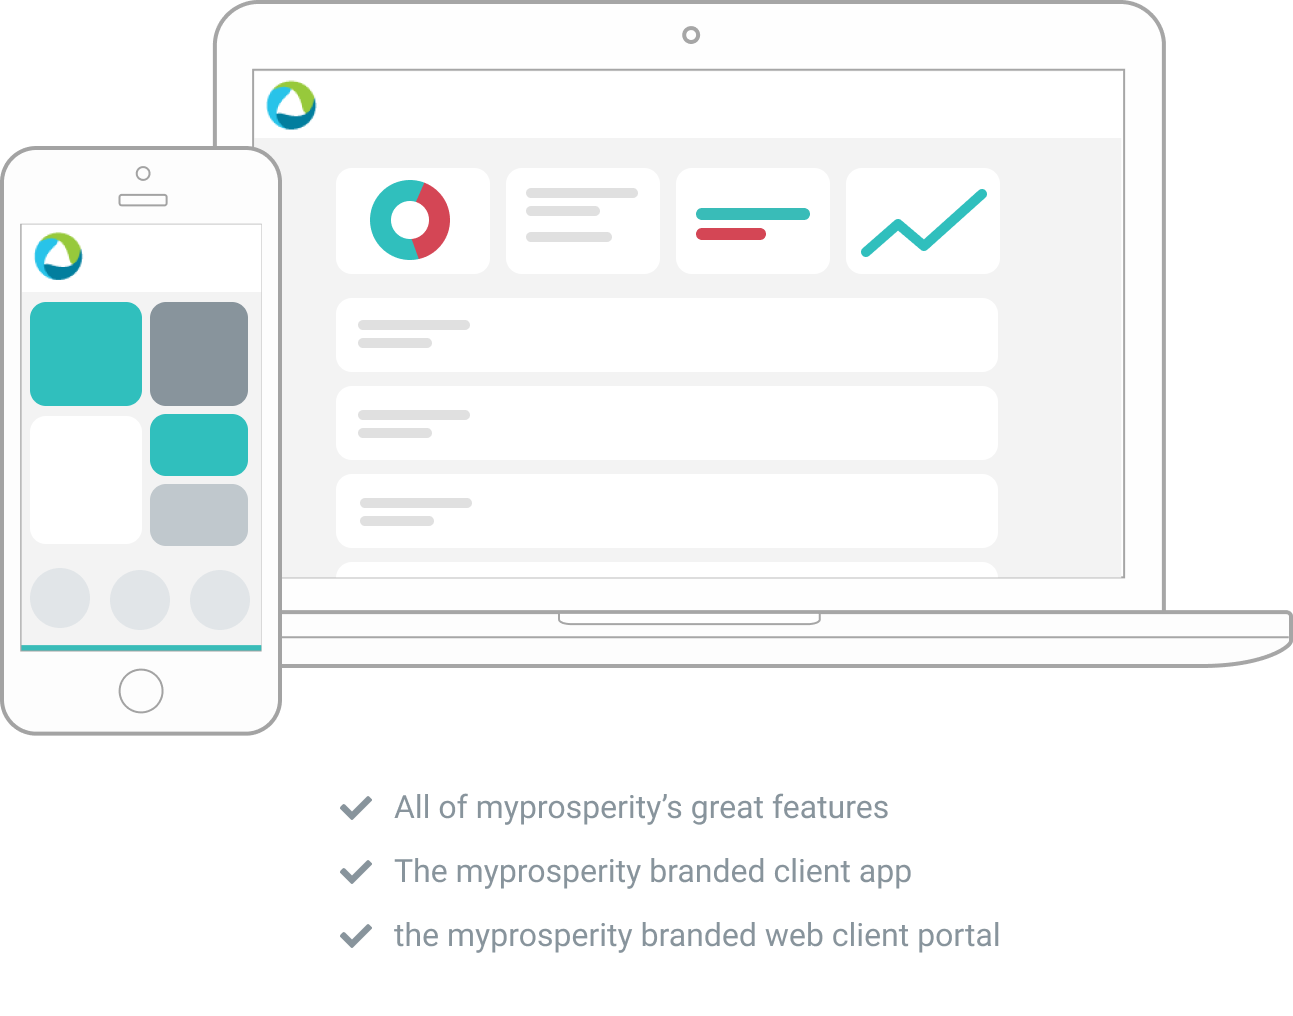 All of myprosperity’s great features
The myprosperity branded client app
the myprosperity branded web client portal